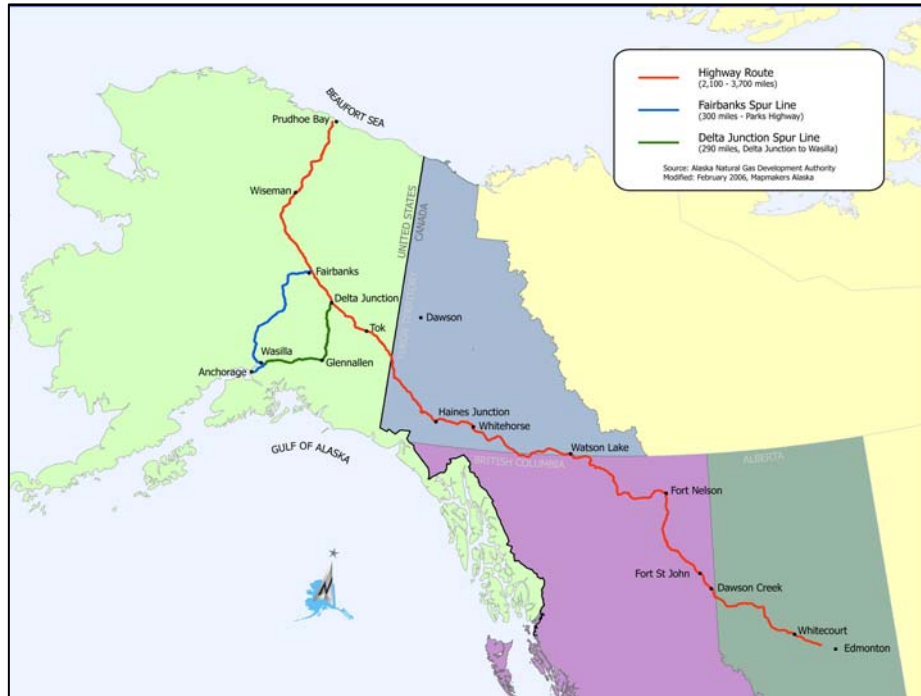 BEAUFORT SEA
Prudhoe Bay
Wiseman
Fairbanks
Delta Junction
Tok
Wasilla
Glennallen
Anchorage
GULF OF ALASKA
UNITED STATES
CANADA
Dawson
Haines Junction
Whitehorse
Watson Lake
BRITISH COLUMBIA
ALBERTA
Fort Nelson
Fort St John
Dawson Creek
Whitecourt
Edmonton
Highway Route
(2,100 - 3,700 miles)
Fairbanks Spur Line
(300 miles - Parks Highway)
Delta Junction Spur Line
(290 miles, Delta Junction to Wasilla)
Source: Alaska Natural Gas Development Authority
Modified: February 2006, Mapmakers Alaska
N